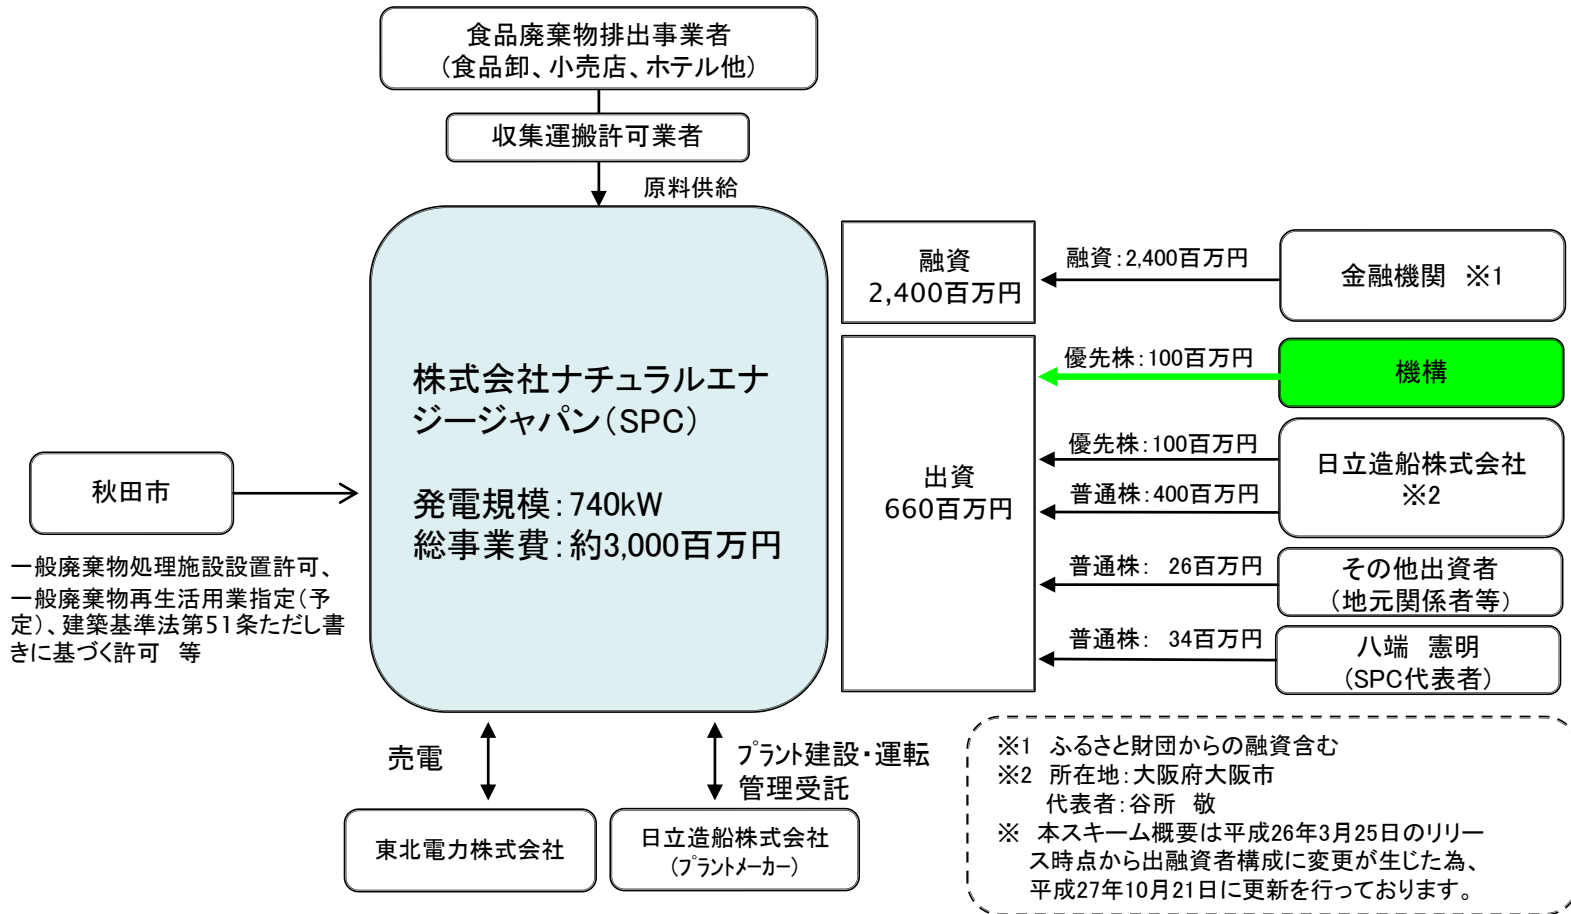 食品廃棄物排出事業者
(食品卸、小売店、ホテル他)
収集運搬許可業者
原料供給
株式会社ナチュラルエナ
ジージャパン(SPC)
発電規模:740kW
総事業費:約3,000百万円
秋田市
一般廃棄物処理施設設置許可、
一般廃棄物再生活用業指定(予
定)、建築基準法第51条ただし書
きに基づく許可 等
融資
2,400百万円
融資:2,400百万円
金融機関 ※1
出資
660百万円
優先株:100百万円
機構
優先株:100百万円
普通株:400百万円
日立造船株式会社
※2
普通株: 26百万円
その他出資者
(地元関係者等)
普通株: 34百万円
八端 憲明
(SPC代表者)
売電
東北電力株式会社
プラント建設・運転
管理受託
日立造船株式会社
(プラントメーカー)
※1 ふるさと財団からの融資含む
※2 所在地:大阪府大阪市
代表者:谷所 敬
※ 本スキーム概要は平成26年3月25日のリリー
ス時点から出融資者構成に変更が生じた為、
平成27年10月21日に更新を行っております。